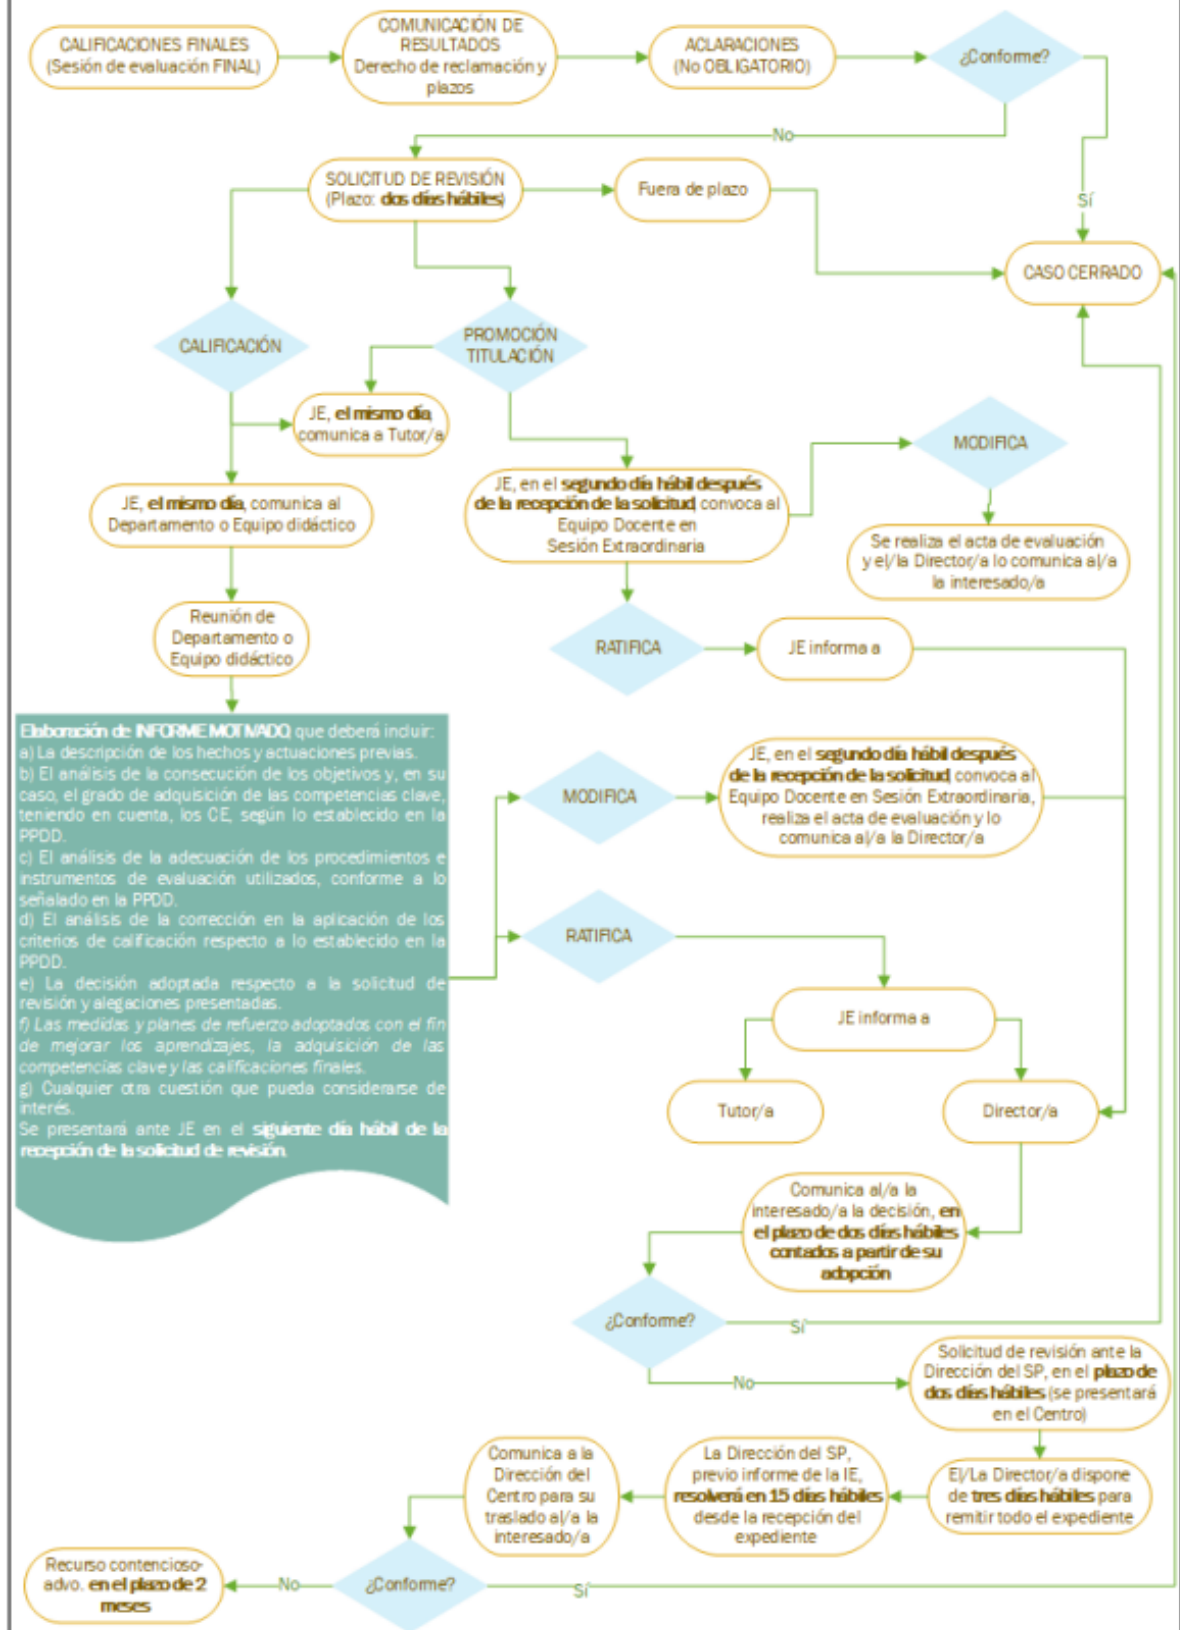 CALIFICACIONES FINALES
(Sesión de evaluación FINAL)
COMUNICACIÓN DE
RESULTADOS
Derecho de reclamación y
plazos
ACLARACIONES
(No OBLIGATORIO)
¿Conforme?
No
Sí
SOLICITUD DE REVISIÓN
(Plazo: dos días hábiles)
Fuera de plazo
CASO CERRADO
CALIFICACIÓN
PROMOCIÓN
TITULACIÓN
JE, el mismo día,
comunica a Tutor/a
MODIFICA
JE, el mismo día, comunica al
Departamento o Equipo didáctico
JE, en el segundo día hábil después
de la recepción de la solicitud, convoca al
Equipo Docente en
Sesión Extraordinaria
Se realiza el acta de evaluación
y el/la Director/a lo comunica al/a
la interesado/a
Reunión de
Departamento o
Equipo didáctico
RATIFICA
JE informa a
Elaboración de INFORME MOTIVADO, que deberá incluir:
a) La descripción de los hechos y actuaciones previas.
b) El análisis de la consecución de los objetivos y, en su
caso, el grado de adquisición de las competencias clave,
teniendo en cuenta, los CE, según lo establecido en la
PPDD.
c) El análisis de la adecuación de los procedimientos e
instrumentos de evaluación utilizados, conforme a lo
señalado en la PPDD.
d) El análisis de la corrección en la aplicación de los
criterios de calificación respecto a lo establecido en la
PPDD.
e) La decisión adoptada respecto a la solicitud de
revisión y alegaciones presentadas.
f) Las medidas y planes de refuerzo adoptados con el fin
de mejorar los aprendizajes, la adquisición de las
competencias clave y las calificaciones finales.
g) Cualquier otra cuestión que pueda considerarse de
interés.
Se presentará ante JE en el siguiente día hábil de la
recepción de la solicitud de revisión.
MODIFICA
JE, en el segundo día hábil después
de la recepción de la solicitud, convoca al
Equipo Docente en Sesión Extraordinaria,
realiza el acta de evaluación y lo
comunica al/a la Director/a
RATIFICA
JE informa a
Tutor/a
Director/a
Comunica al/a la
interesado/a la decisión, en
el plazo de dos días hábiles
contados a partir de su
adopción
¿Conforme?
Sí
No
Solicitud de revisión ante la
Dirección del SP, en el plazo de
dos días hábiles (se presentará
en el Centro)
El/La Director/a dispone
de tres días hábiles para
remitir todo el expediente
La Dirección del SP,
previo informe de la IE,
resolverá en 15 días hábiles
desde la recepción del
expediente
Comunica a la
Dirección del
Centro para su
traslado al/a la
interesado/a
¿Conforme?
Sí
No
Recurso contencioso-
advo. en el plazo de 2
meses